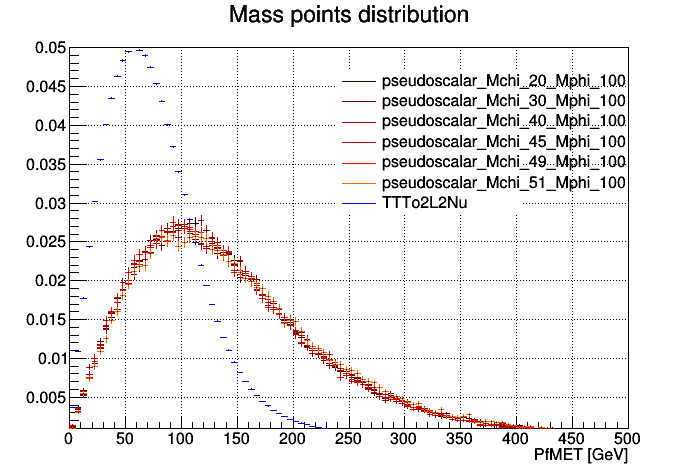 Mass points distribution
0.05
0.045
0.04
0.035
0.03
0.025
0.02
0.015
0.01
0.005
pseudoscalar_Mchi_20_Mphi_100
pseudoscalar_Mchi_30_Mphi_100
pseudoscalar_Mchi_40_Mphi_100
pseudoscalar_Mchi_45_Mphi_100
pseudoscalar_Mchi_49_Mphi_100
pseudoscalar_Mchi_51_Mphi_100
TTTo2L2Nu
0 50 100 150 200 250 300 350 400 450 500
PfMET [GeV]